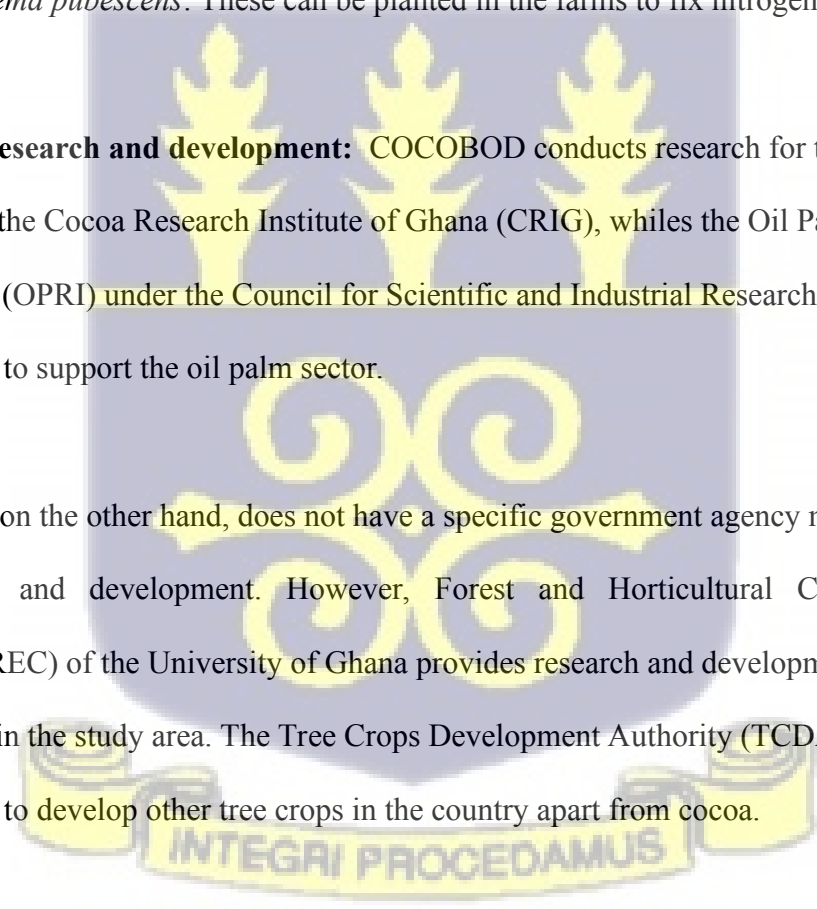 ema pubescens. These can be planted in the farms to fix nitrogen
esearch and development: COCOBOD conducts research for t
the Cocoa Research Institute of Ghana (CRIG), whiles the Oil Pa
(OPRI) under the Council for Scientific and Industrial Research
to support the oil palm sector.
on the other hand, does not have a specific government agency r
and development. However, Forest and Horticultural C
REC) of the University of Ghana provides research and developm
in the study area. The Tree Crops Development Authority (TCDA
to develop other tree crops in the country apart from cocoa.
INTEGRI PROCEDAMUS